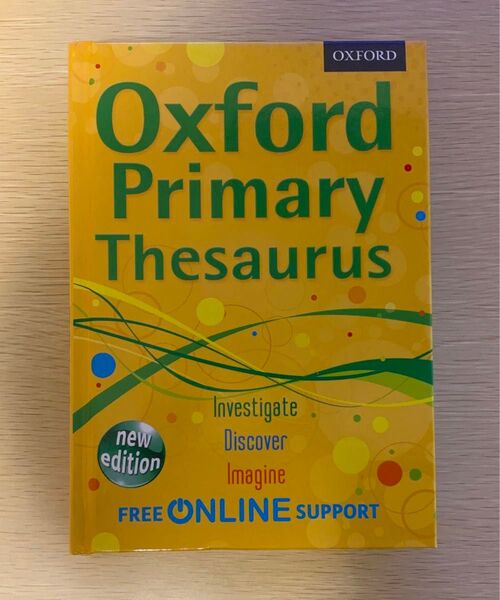 OXFORD
Oxford
Primary
Thesaurus
Investigate
Discover
Imagine
new
edition
FREE ONLINE SUPPORT